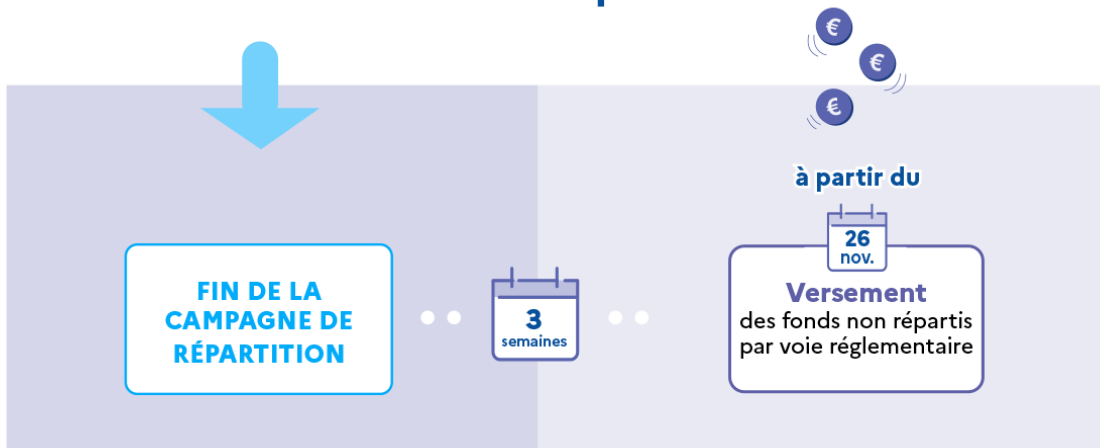 €
€
€
à partir du
26
nov.
FIN DE LA
CAMPAGNE DE
RÉPARTITION
3
semaines
Versement
des fonds non répartis
par voie réglementaire